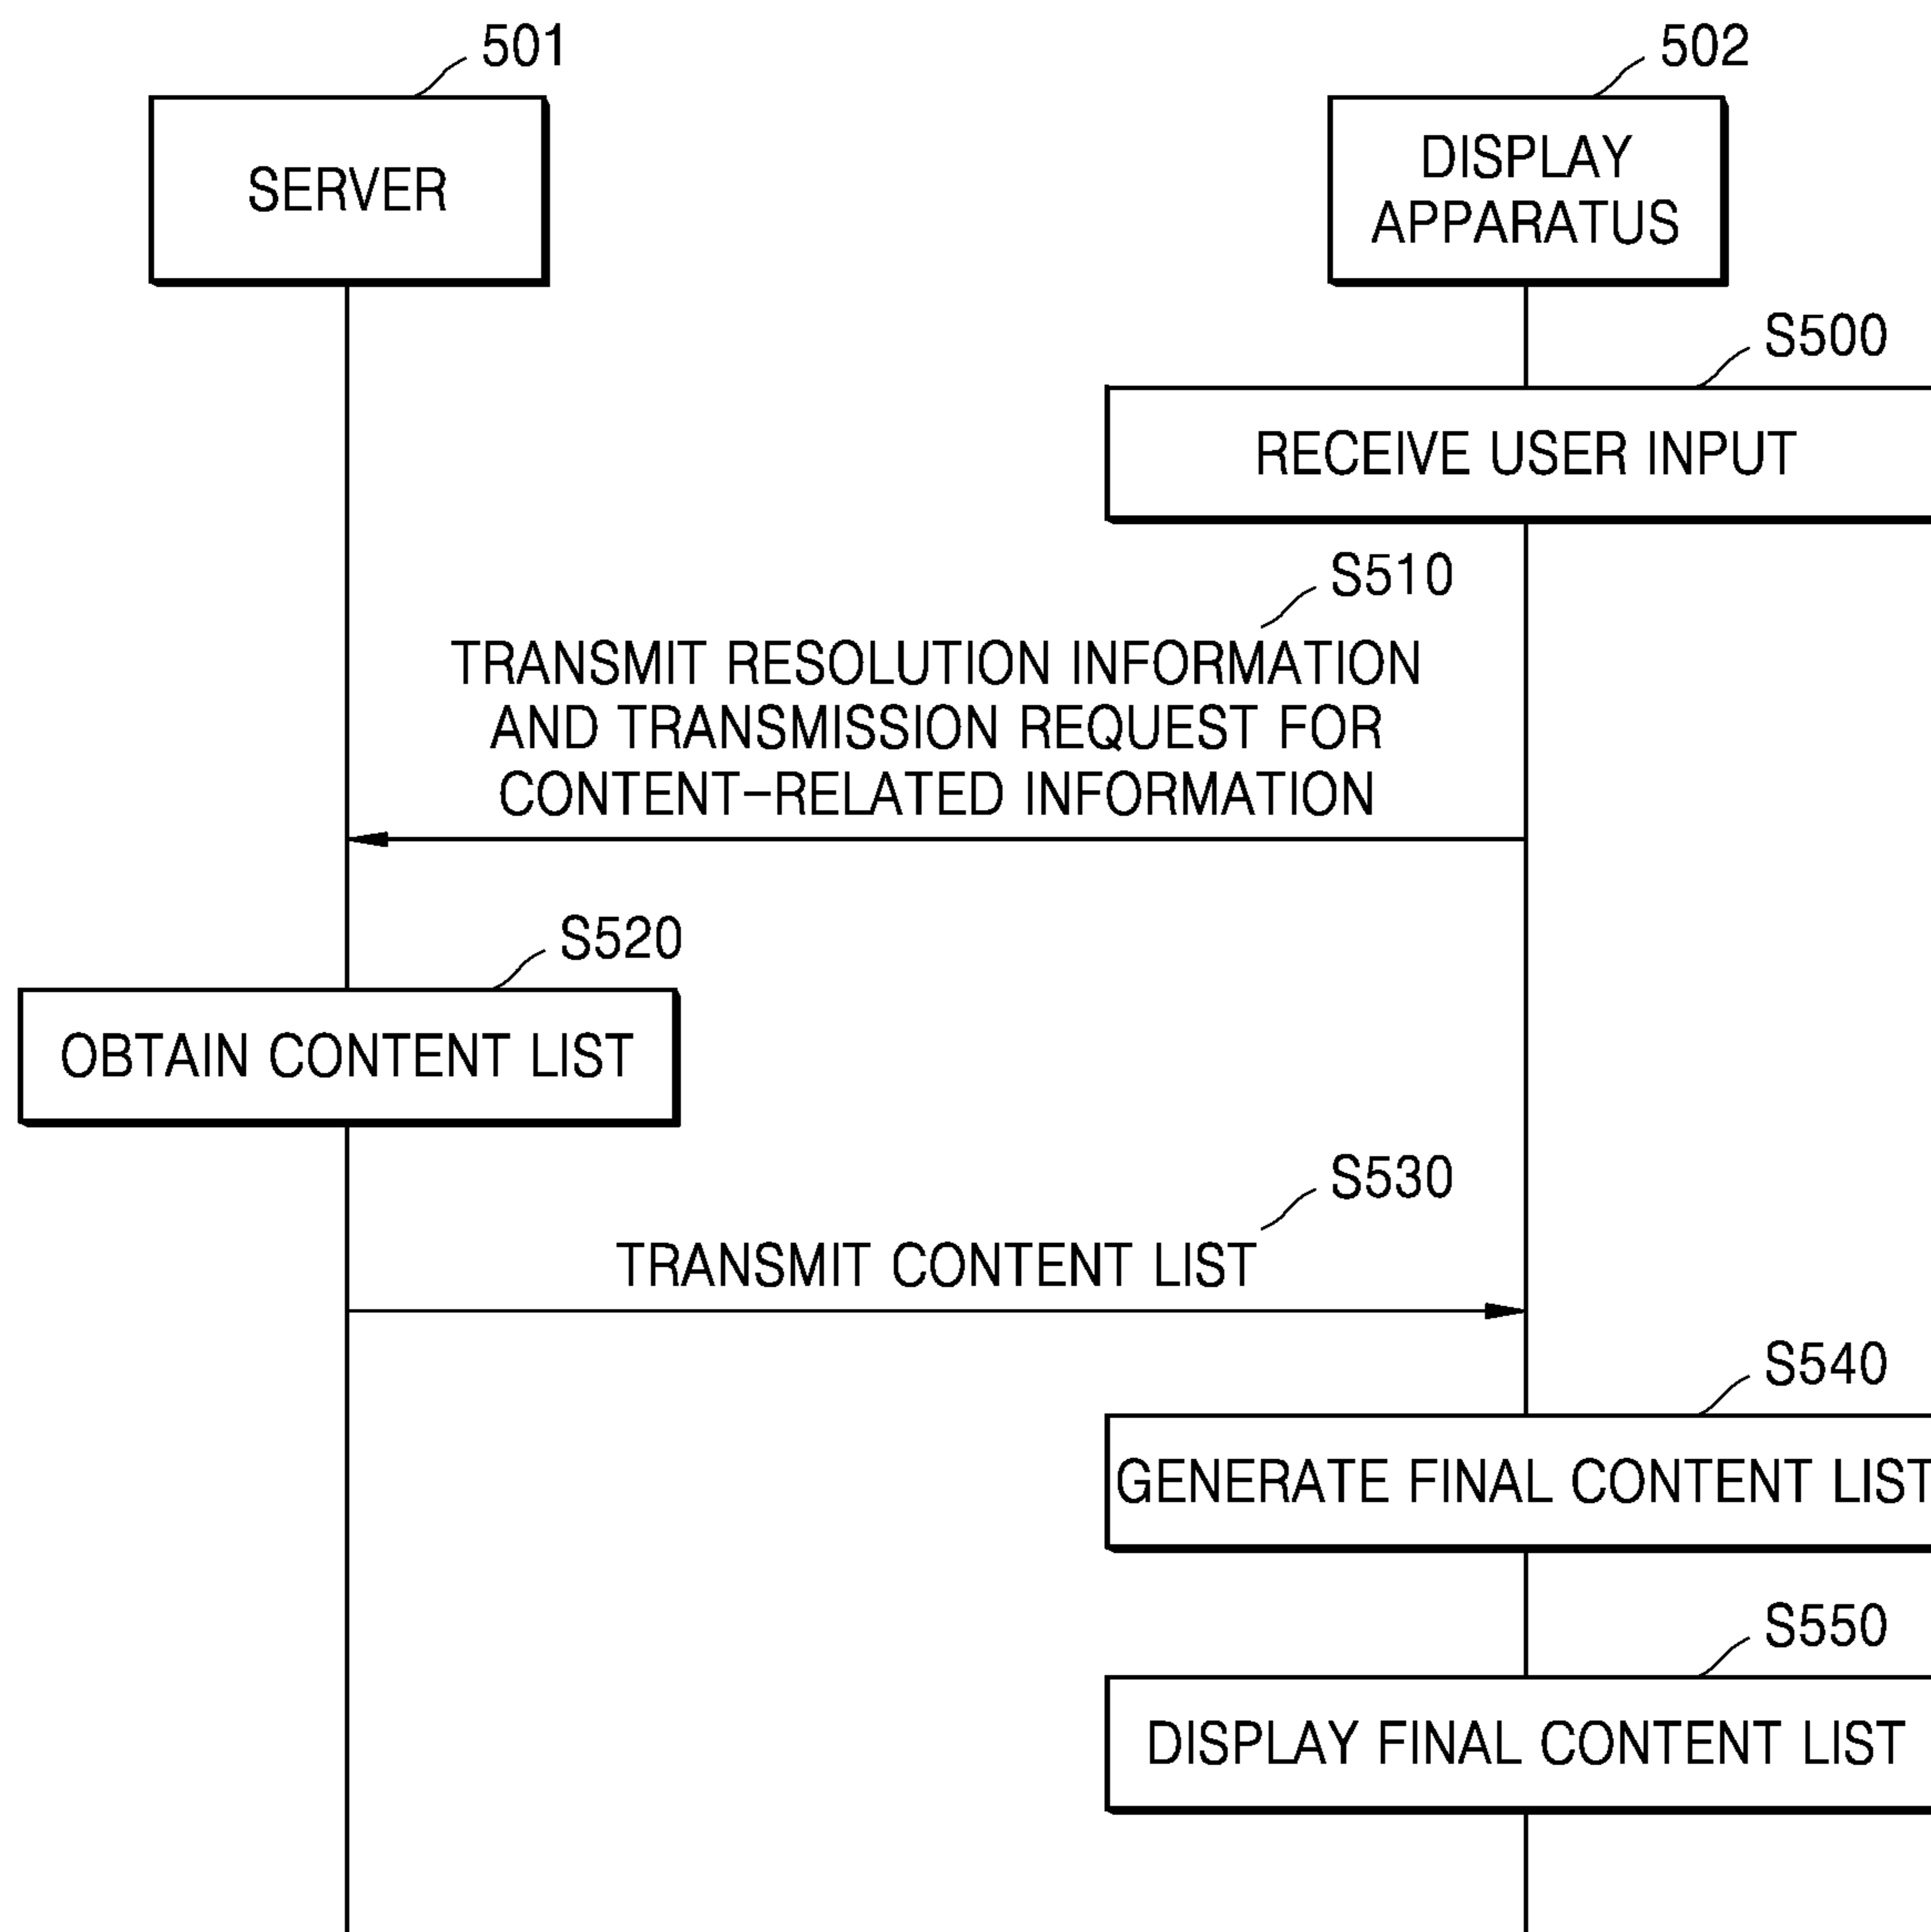 501
502
SERVER
DISPLAY
APPARATUS
S500
RECEIVE USER INPUT
S510
TRANSMIT RESOLUTION INFORMATION
AND TRANSMISSION REQUEST FOR
CONTENT-RELATED INFORMATION
S520
OBTAIN CONTENT LIST
S530
TRANSMIT CONTENT LIST
S540
GENERATE FINAL CONTENT LIST
S550
DISPLAY FINAL CONTENT LIST